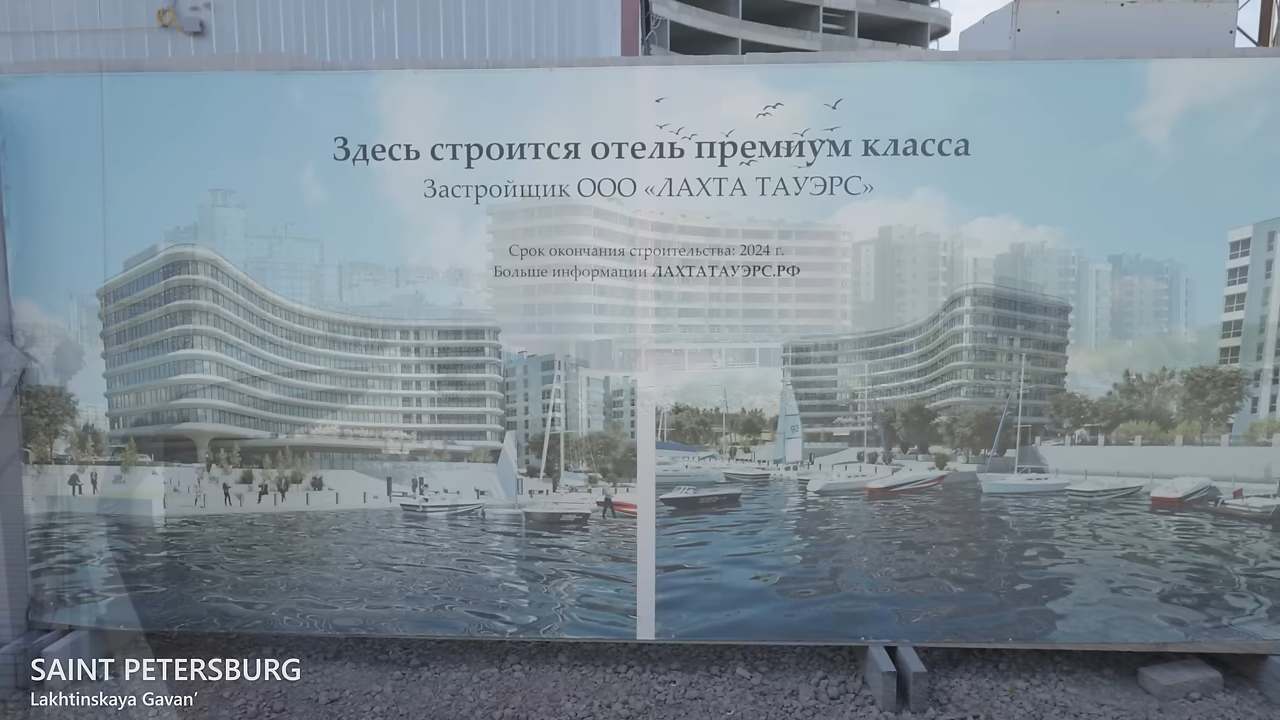 Здесь строится отель премиум класса
Застройщик ООО «ЛАХТА ТАУЭРС»
Срок окончания строительства: 2024 г.
Больше информации ЛАХТАТАУЭРС.РФ
SAINT PETERSBURG
Lakhtinskaya Gavan’